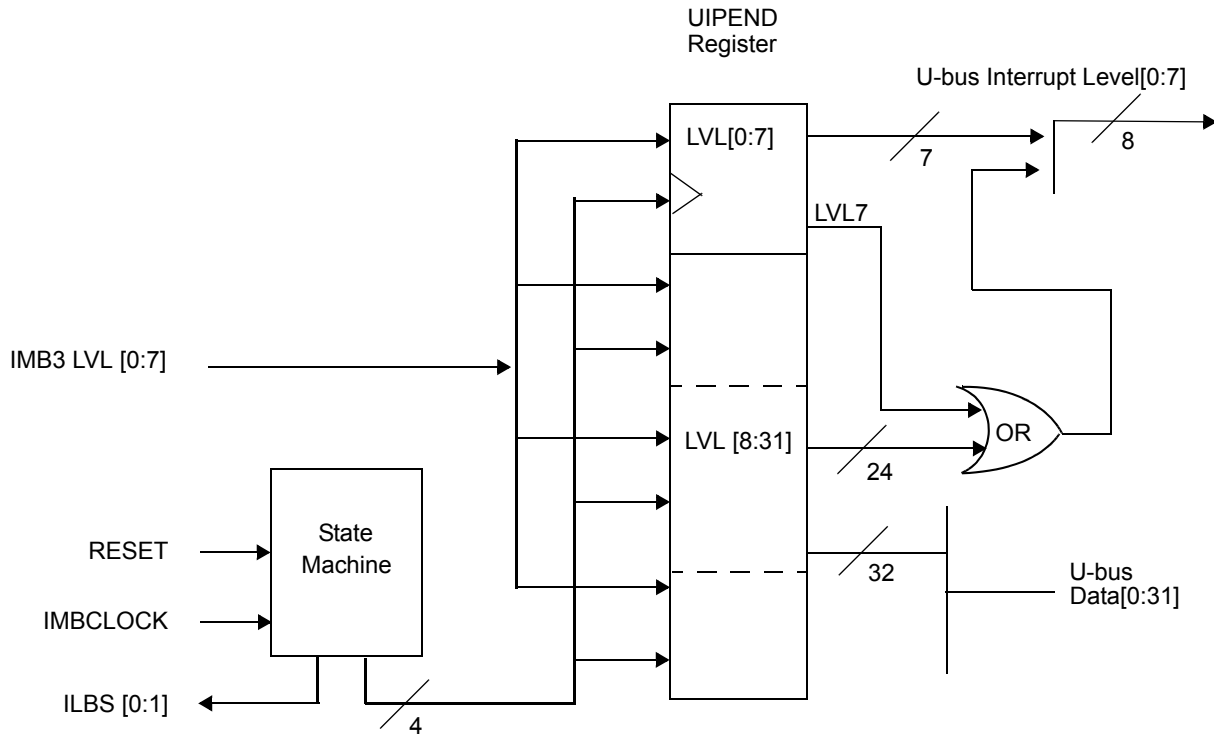 UIPEND
Register
U-bus Interrupt Level[0:7]
LVL[0:7]
7
8
LVL7
IMB3 LVL [0:7]
LVL [8:31]
OR
24
State
Machine
RESET
32
U-bus
Data[0:31]
IMBCLOCK
ILBS [0:1]
4